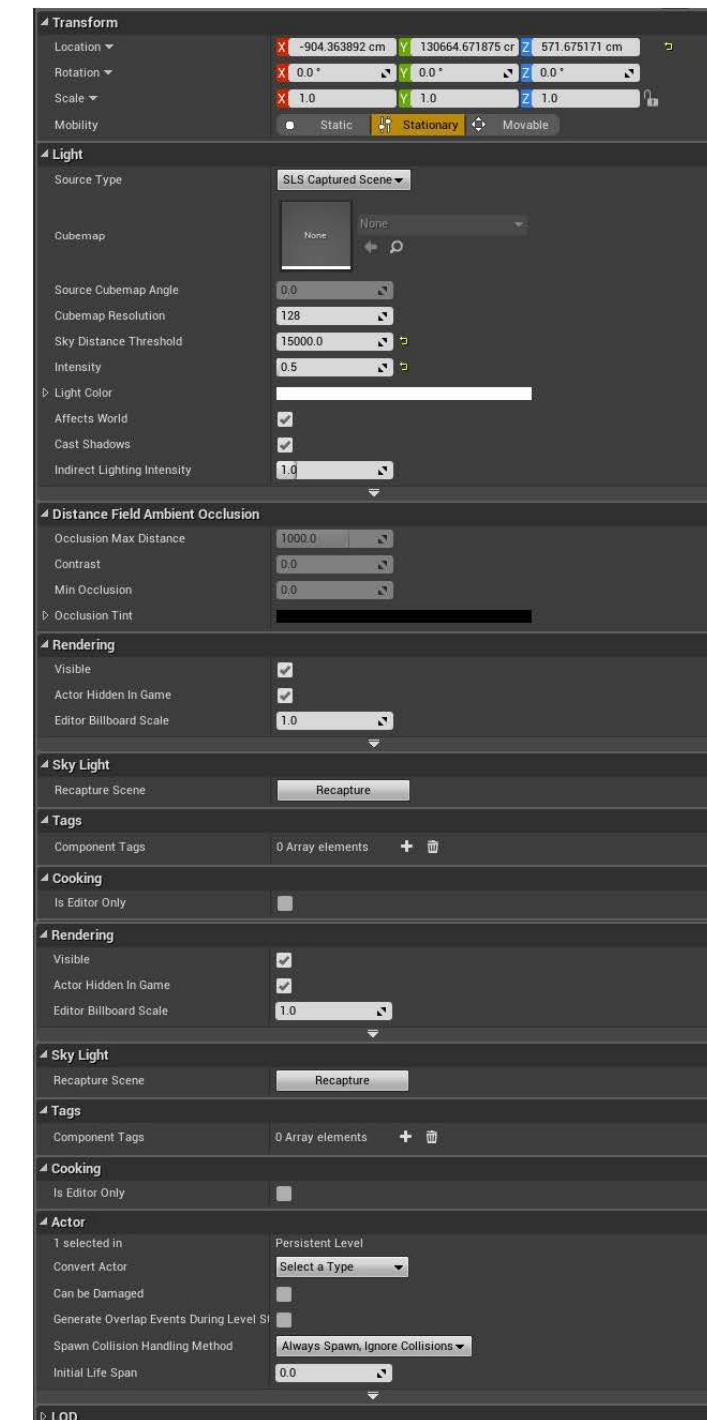 Transform
Location X -904.363892 cm Y 130664.671875 cr Z 571.675171 cm
Rotation X 0.0 ° Y 0.0 ° Z 0.0 °
Scale X 1.0 Y 1.0 Z 1.0
Mobility Static Stationary Movable
Light
Source Type SLS Captured Scene
Cubemap None None
Source Cubemap Angle 0.0
Cubemap Resolution 128
Sky Distance Threshold 15000.0
Intensity 0.5
Light Color
Affects World
Cast Shadows
Indirect Lighting Intensity 1.0
Distance Field Ambient Occlusion
Occlusion Max Distance 1000.0
Contrast 0.0
Min Occlusion 0.0
Occlusion Tint
Rendering
Visible
Actor Hidden In Game
Editor Billboard Scale 1.0
Sky Light
Recapture Scene Recapture
Tags
Component Tags 0 Array elements
Cooking
Is Editor Only
Rendering
Visible
Actor Hidden In Game
Editor Billboard Scale 1.0
Sky Light
Recapture Scene Recapture
Tags
Component Tags 0 Array elements
Cooking
Is Editor Only
Actor
1 selected in Persistent Level
Convert Actor Select a Type
Can be Damaged
Generate Overlap Events During Level St
Spawn Collision Handling Method Always Spawn, Ignore Collisions
Initial Life Span 0.0
LOD